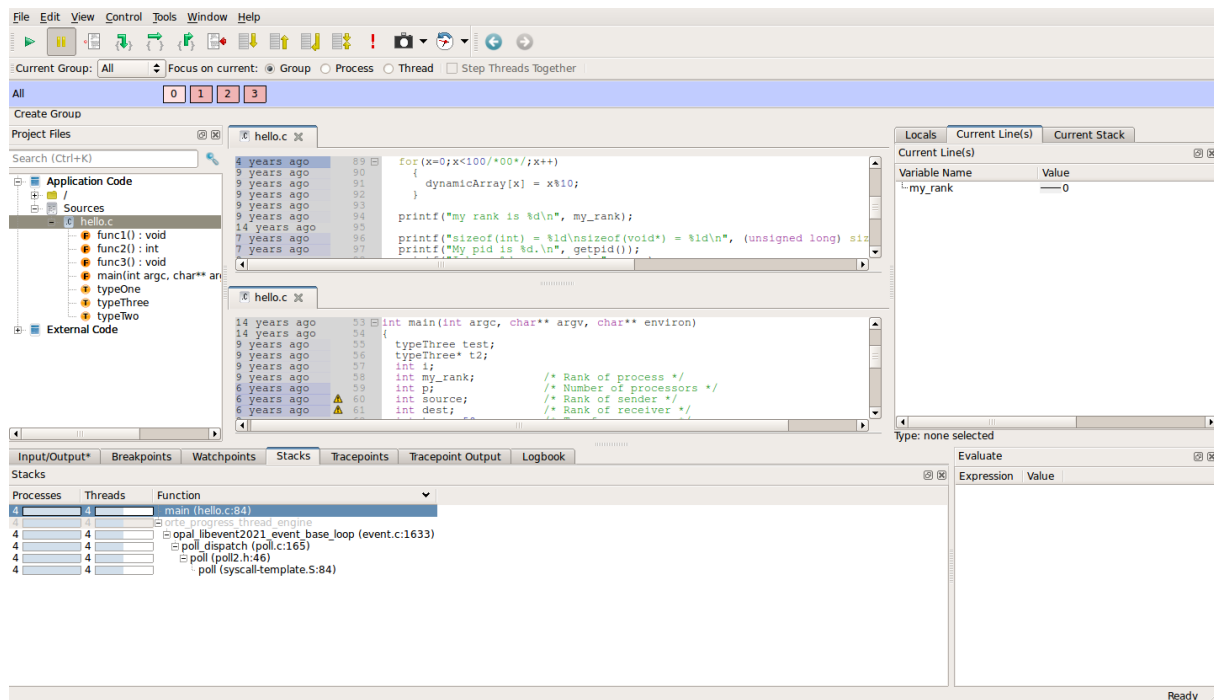 File Edit View Control Tools Window Help
Current Group: All Focus on current: Group Process Thread Step Threads Together
All 0 1 2 3
Create Group
Project Files
Search (Ctrl+K)
Application Code
/
Sources
hello.c
func1() : void
func2() : int
func3() : void
main(int argc, char** ar
typeOne
typeThree
typeTwo
External Code
hello.c
4 years ago 89 for(x=0;x<100/*00*/;x++)
9 years ago 90 {
9 years ago 91 dynamicArray[x] = x%10;
9 years ago 92 }
9 years ago 93
9 years ago 94 printf("my rank is %d\n", my_rank);
14 years ago 95
7 years ago 96 printf("sizeof(int) = %ld\nsizeof(void*) = %ld\n", (unsigned long) siz
7 years ago 97 printf("My pid is %d.\n", getpid());
hello.c
14 years ago 53 int main(int argc, char** argv, char** environ)
14 years ago 54 {
9 years ago 55 typeThree test;
9 years ago 56 typeThree* t2;
9 years ago 57 int i;
9 years ago 58 int my_rank; /* Rank of process */
6 years ago 59 int p; /* Number of processors */
6 years ago 60 int source; /* Rank of sender */
6 years ago 61 int dest; /* Rank of receiver */
Locals Current Line(s) Current Stack
Current Line(s)
Variable Name Value
my_rank 0
Type: none selected
Input/Output* Breakpoints Watchpoints Stacks Tracepoints Tracepoint Output Logbook
Stacks
Processes Threads Function
4 4 main (hello.c:84)
4 4 orte_progress_thread_engine
4 4 opal_libevent2021_event_base_loop (event.c:1633)
4 4 poll_dispatch (poll.c:165)
4 4 poll (poll2.h:46)
4 4 poll (syscall-template.S:84)
Evaluate
Expression Value
Ready